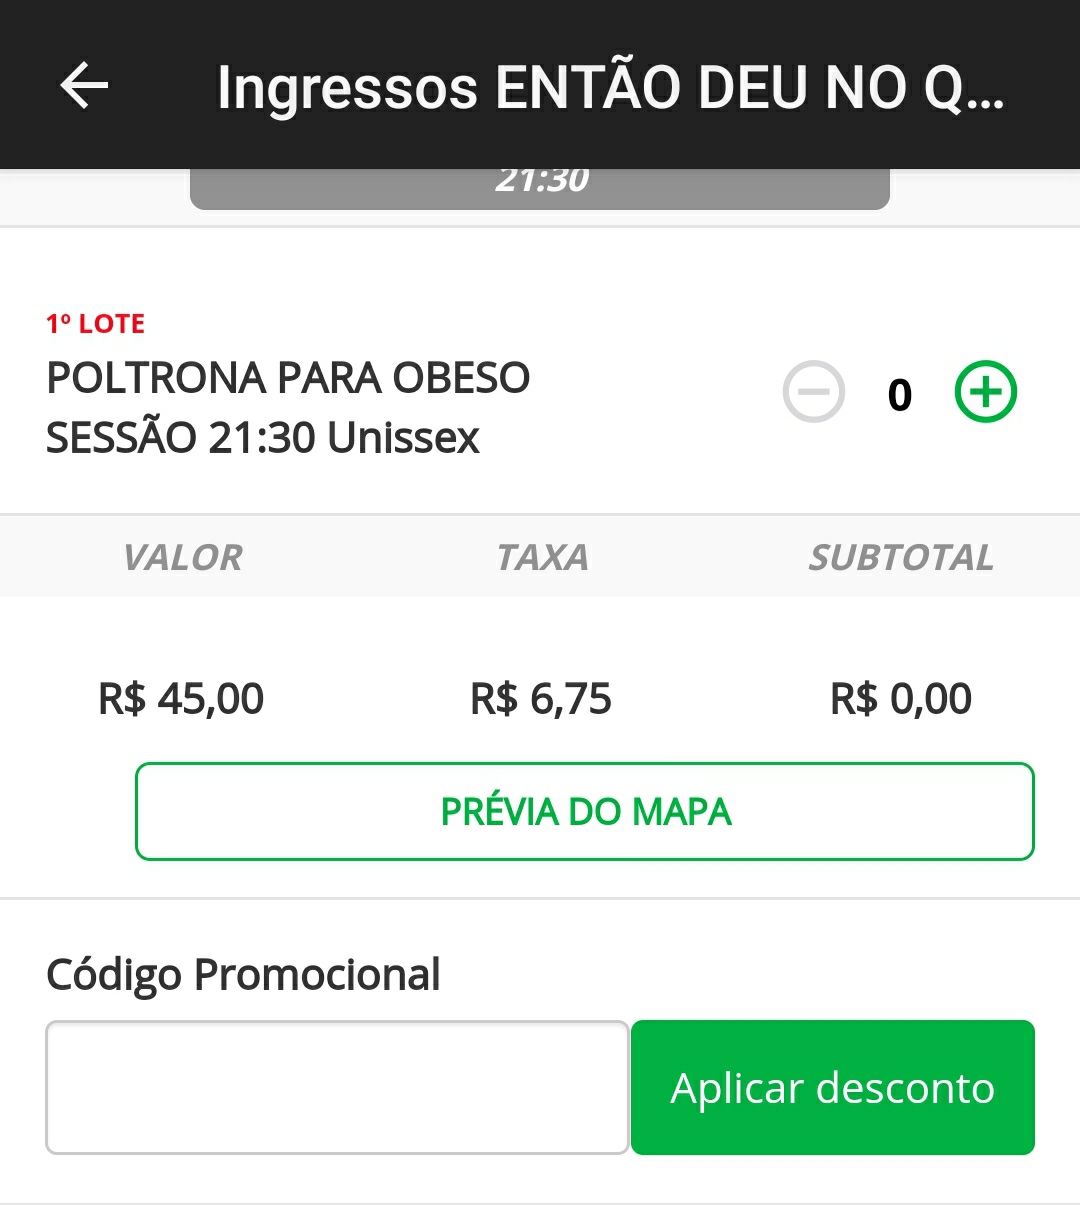 Ingressos ENTÃO DEU NO Q...
21:30
1º LOTE
POLTRONA PARA OBESO
SESSÃO 21:30 Unissex
0
VALOR TAXA SUBTOTAL
R$ 45,00 R$ 6,75 R$ 0,00
PRÉVIA DO MAPA
Código Promocional
Aplicar desconto